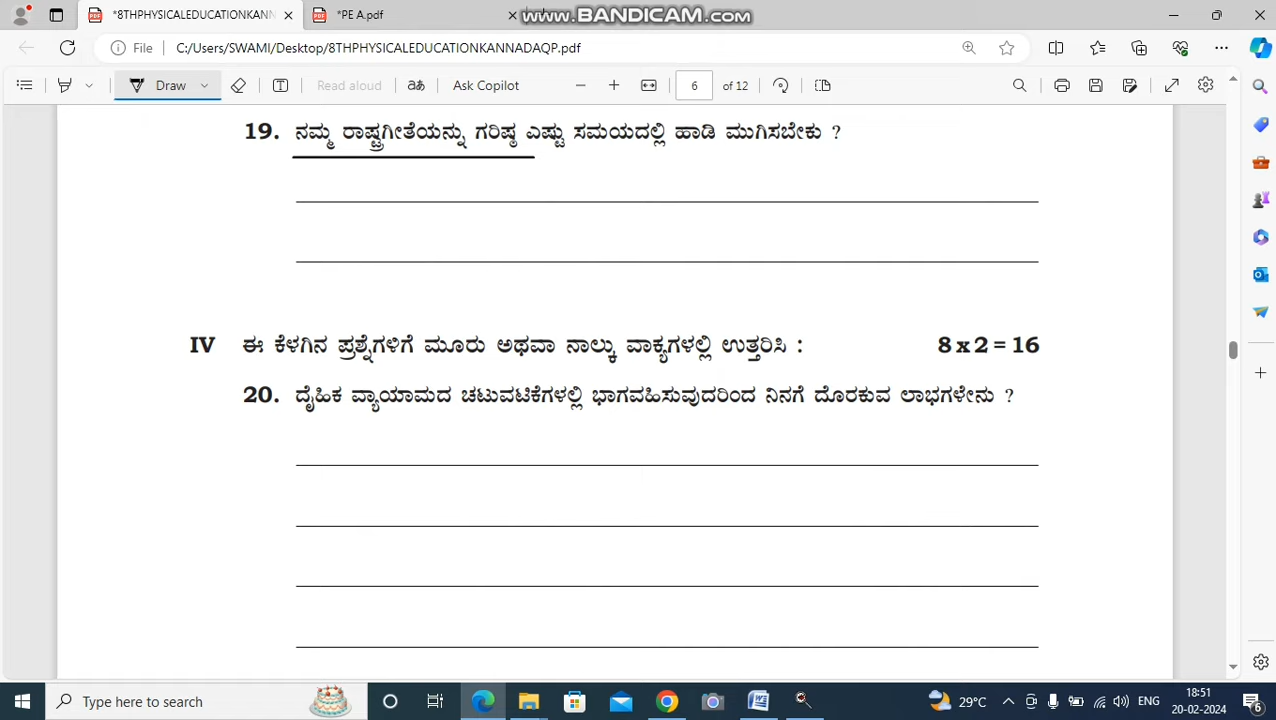 *8THPHYSICALEDUCATIONKANN
*PE A.pdf
www.BANDICAM.com
File
C:/Users/SWAMI/Desktop/8THPHYSICALEDUCATIONKANNADAQP.pdf
Draw
Read aloud
aあ
Ask Copilot
6
of 12
19. ನಮ್ಮ ರಾಷ್ಟ್ರಗೀತೆಯನ್ನು ಗರಿಷ್ಠ ಎಷ್ಟು ಸಮಯದಲ್ಲಿ ಹಾಡಿ ಮುಗಿಸಬೇಕು ?
IV ಈ ಕೆಳಗಿನ ಪ್ರಶ್ನೆಗಳಿಗೆ ಮೂರು ಅಥವಾ ನಾಲ್ಕು ವಾಕ್ಯಗಳಲ್ಲಿ ಉತ್ತರಿಸಿ : 8 x 2 = 16
20. ದೈಹಿಕ ವ್ಯಾಯಾಮದ ಚಟುವಟಿಕೆಗಳಲ್ಲಿ ಭಾಗವಹಿಸುವುದರಿಂದ ನಿನಗೆ ದೊರಕುವ ಲಾಭಗಳೇನು ?
Type here to search
29°C
ENG
18:51
20-02-2024
6